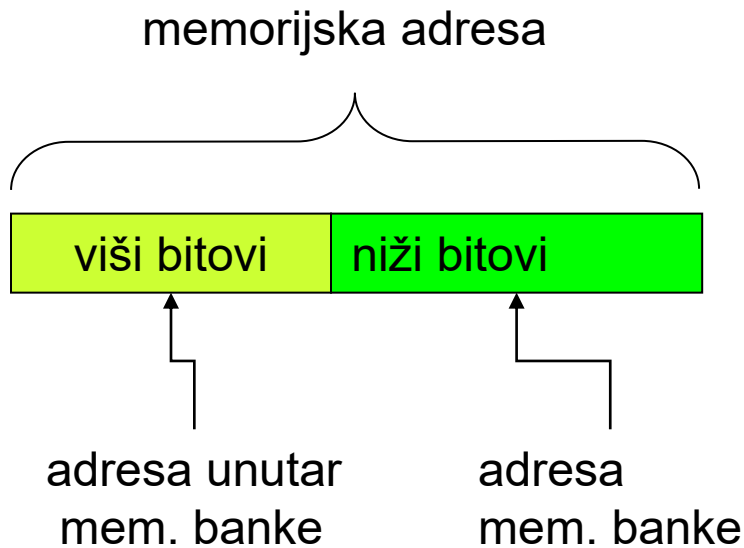 memorijska adresa
viši bitovi
niži bitovi
adresa unutar
mem. banke
adresa
mem. banke